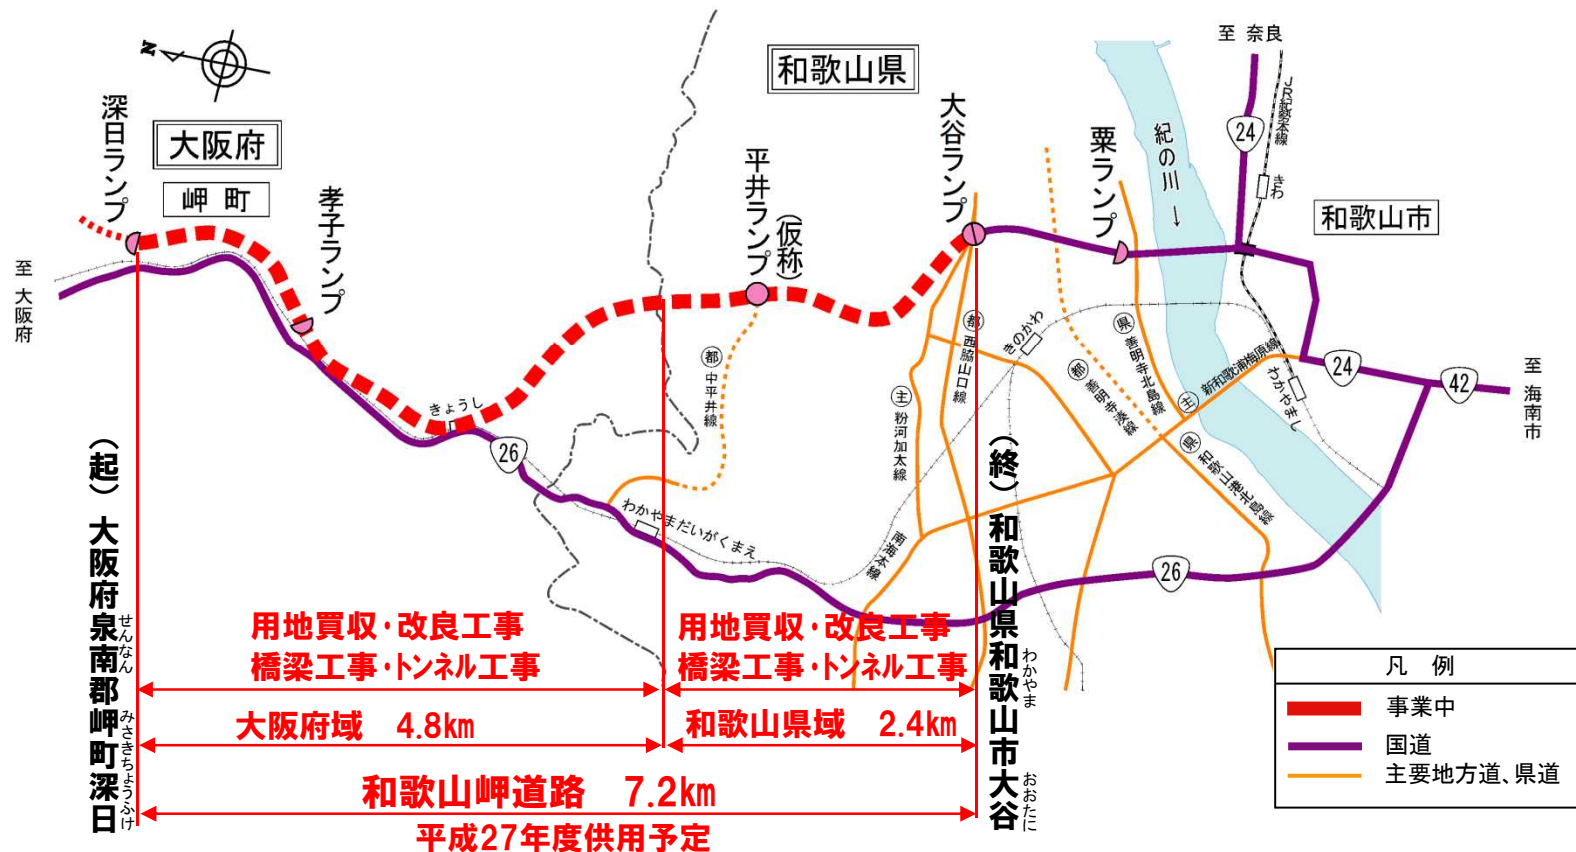 N
和歌山県
大阪府
岬 町
和歌山市
深日ランプ
孝子ランプ
平井ランプ
(仮称)
大谷ランプ
粟ランプ
紀の川→
至 奈良
JR紀勢本線
きわ
24
至 大阪府
至 海南市
24
42
わかやまし
きのかわ
都 西脇山口線
県 善明寺北島線
都 善明寺湊線
主 新和歌浦梅原線
県 和歌山港北島線
主 粉河加太線
都 中平井線
南海本線
きょうし
26
わかやまだいがくまえ
26
(起)大阪府泉南郡岬町深日
せんなん
みさきちょうふけ
(終)和歌山県和歌山市大谷
わかやま
おおたに
用地買収・改良工事
橋梁工事・トンネル工事
用地買収・改良工事
橋梁工事・トンネル工事
大阪府域 4.8km
和歌山県域 2.4km
和歌山岬道路 7.2km
平成27年度供用予定
凡 例
事業中
国道
主要地方道、県道